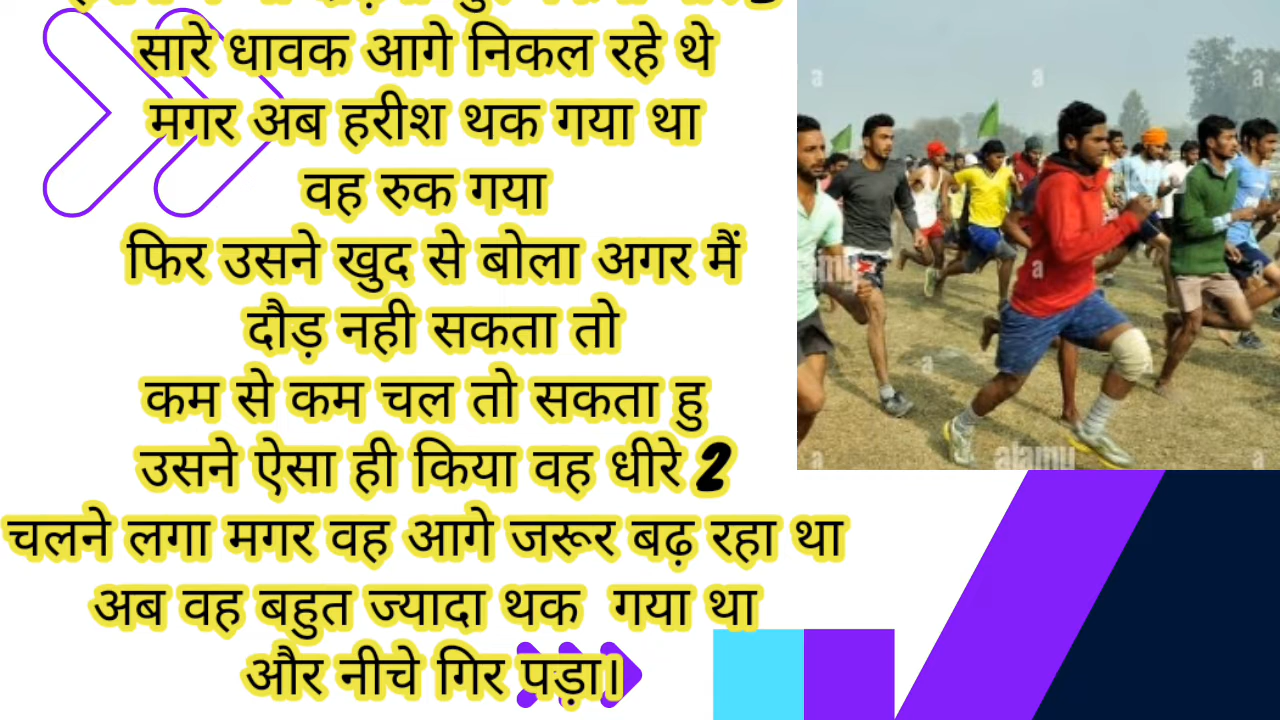 सारे धावक आगे निकल रहे थे
मगर अब हरीश थक गया था
वह रुक गया
फिर उसने खुद से बोला अगर मैं
दौड़ नही सकता तो
कम से कम चल तो सकता हु
उसने ऐसा ही किया वह धीरे 2
चलने लगा मगर वह आगे जरूर बढ़ रहा था
अब वह बहुत ज्यादा थक गया था
और नीचे गिर पड़ा।
a
a
a
alamy
a
a
a
alamy
a